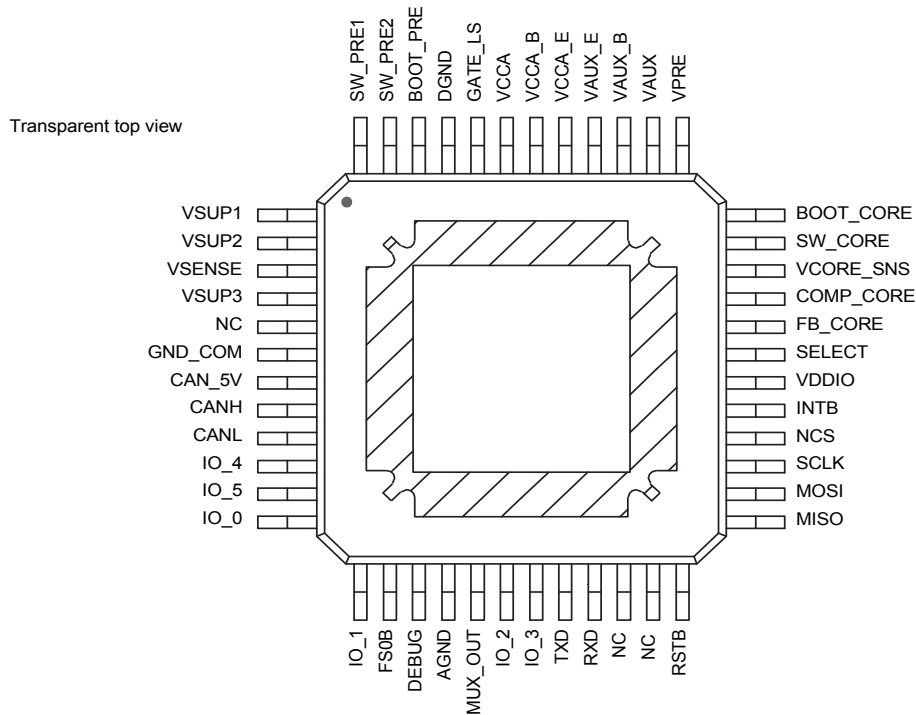 SW_PRE1
SW_PRE2
BOOT_PRE
DGND
GATE_LS
VCCA
VCCA_B
VCCA_E
VAUX_E
VAUX_B
VAUX
VPRE
Transparent top view
VSUP1
VSUP2
VSENSE
VSUP3
NC
GND_COM
CAN_5V
CANH
CANL
IO_4
IO_5
IO_0
BOOT_CORE
SW_CORE
VCORE_SNS
COMP_CORE
FB_CORE
SELECT
VDDIO
INTB
NCS
SCLK
MOSI
MISO
IO_1
FS0B
DEBUG
AGND
MUX_OUT
IO_2
IO_3
TXD
RXD
NC
NC
RSTB